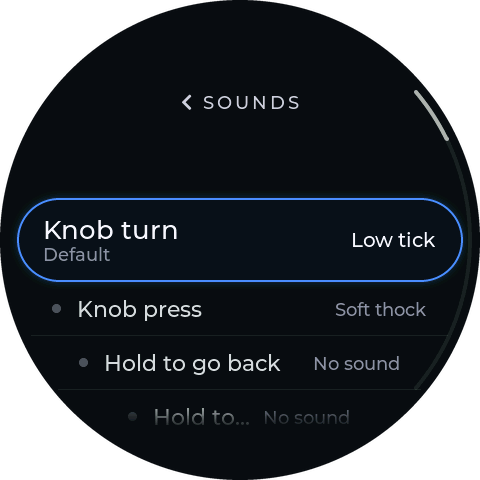 SOUNDS
Knob turn Low tick
Default
Knob press Soft thock
Hold to go back No sound
Hold to... No sound